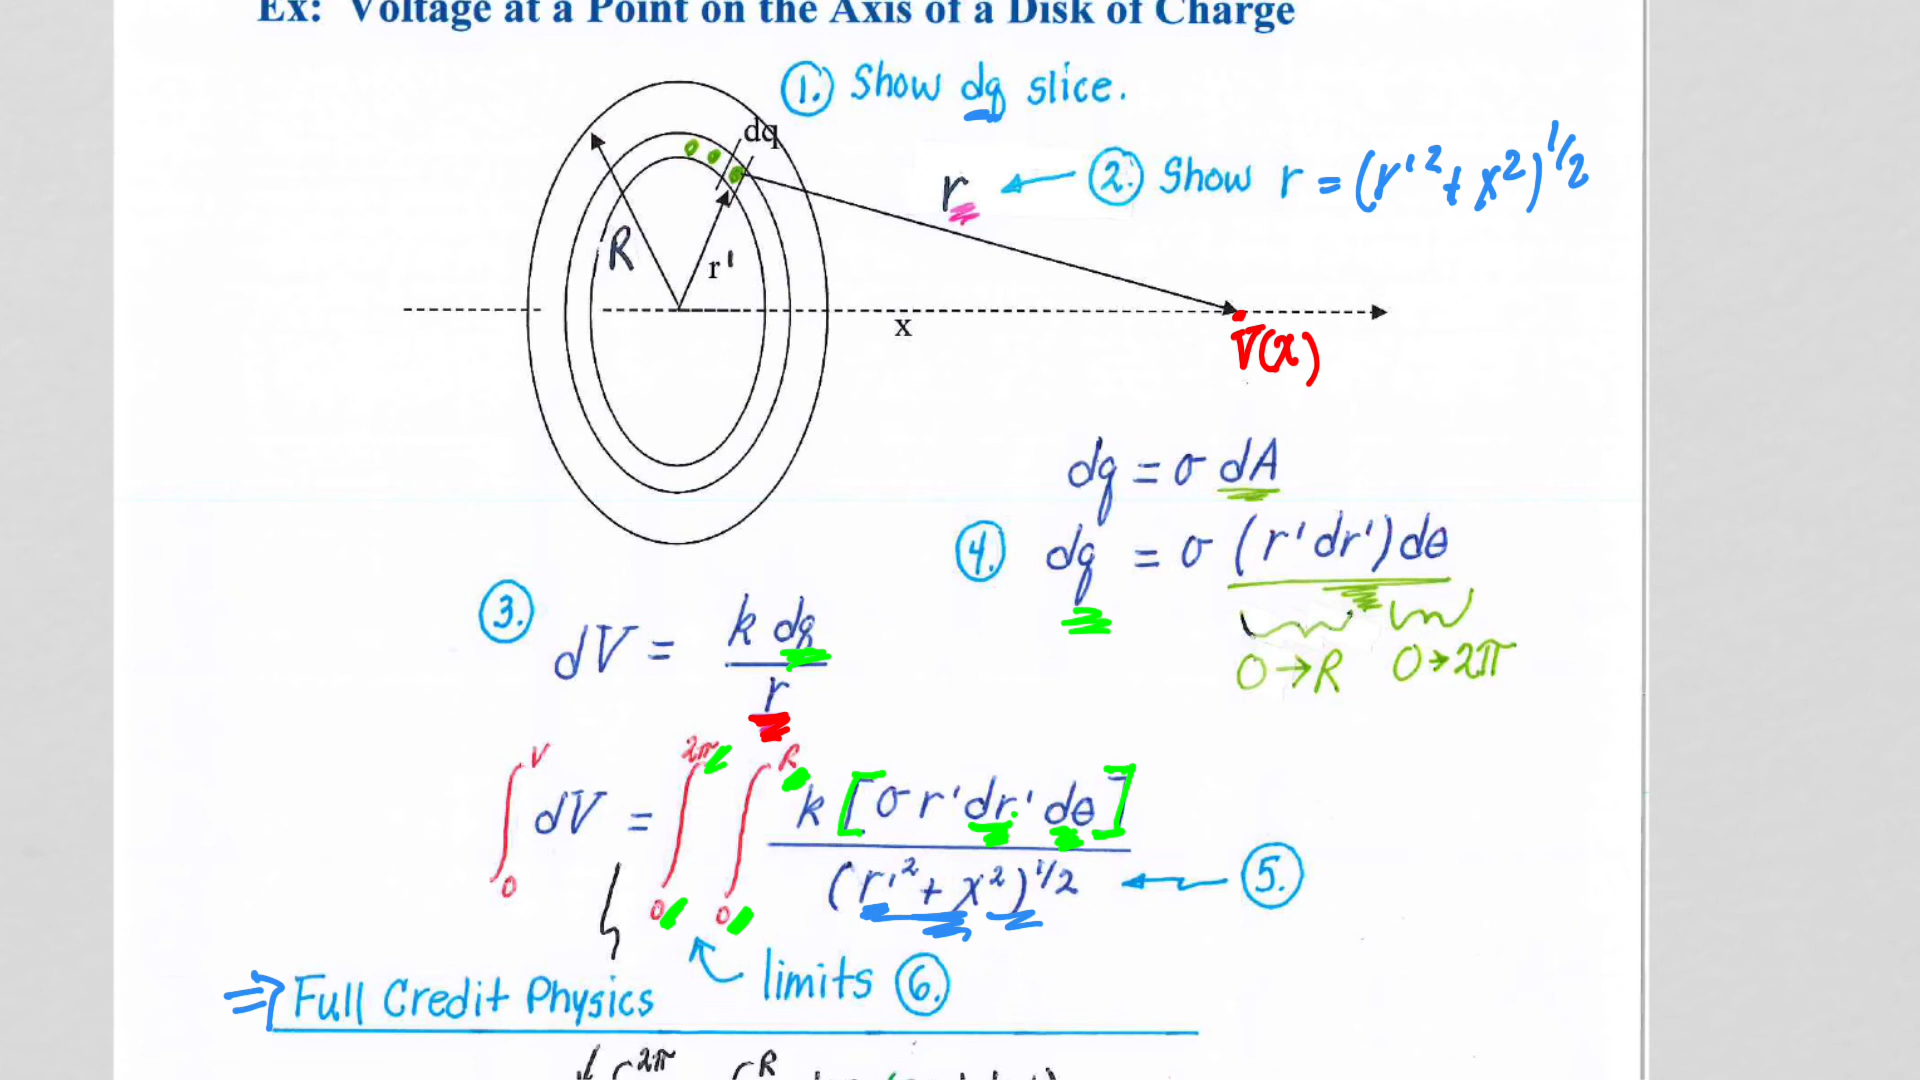 Ex: Voltage at a Point on the Axis of a Disk of Charge
1. Show dq slice.
dq
r
2. Show r = (r'² + x²)^1/2
R
r'
x
V(x)
dq = σ dA
4. dq = σ (r'dr')dθ
0→R 0→2π
3. dV = k dq / r
∫₀^V dV = ∫₀^2π ∫₀^R k [σ r'dr' dθ] / (r'² + x²)^1/2
5.
limits 6.
⇒ Full Credit Physics
2π R